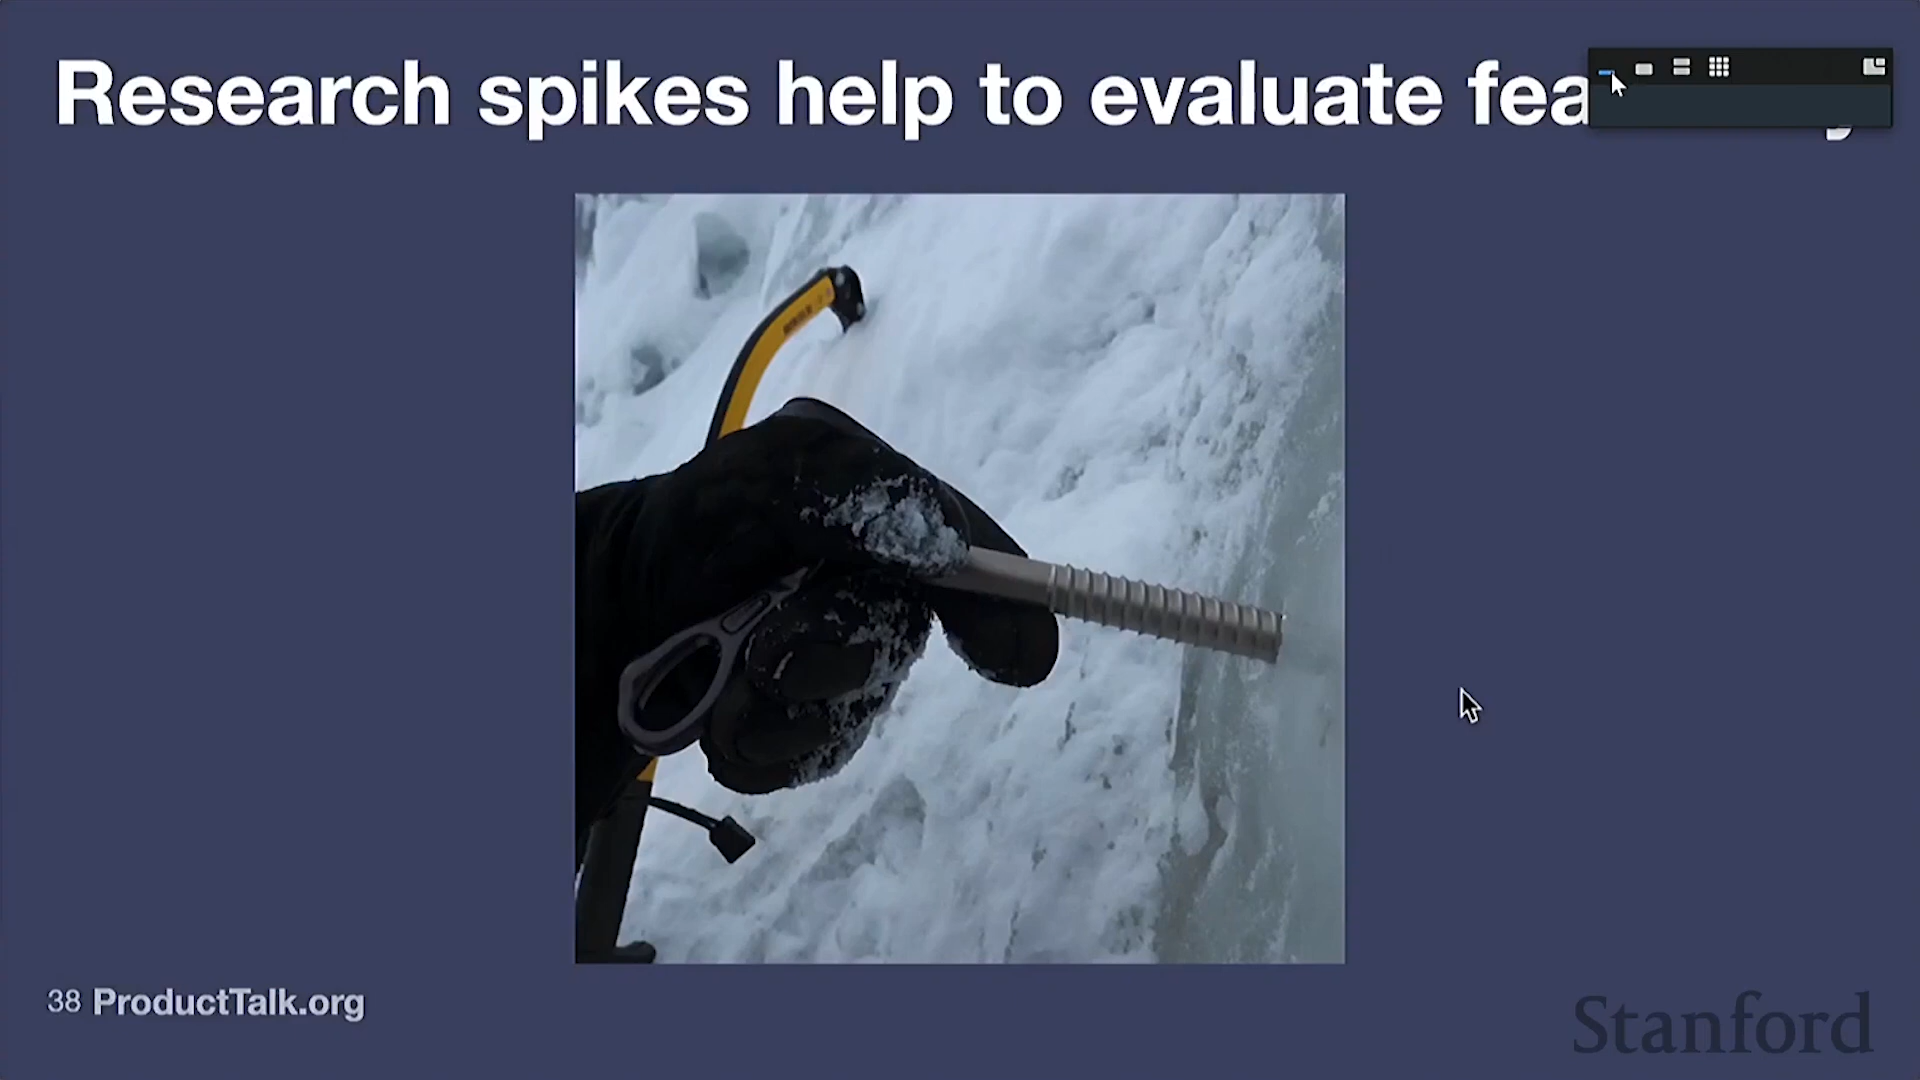 Research spikes help to evaluate fea
38 ProductTalk.org
Stanford